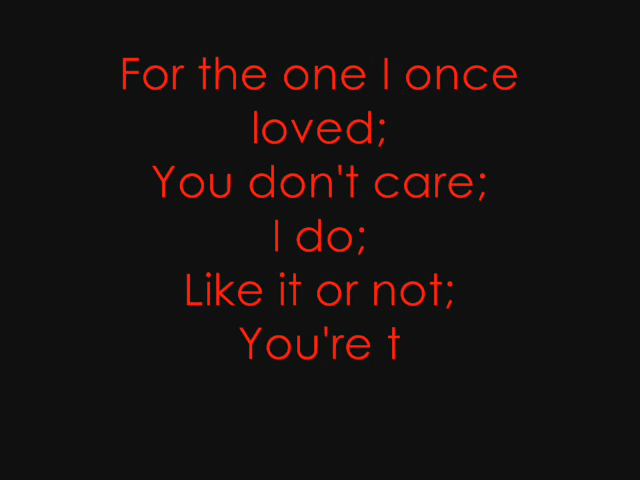 For the one I once
loved;
You don't care;
I do;
Like it or not;
You're t